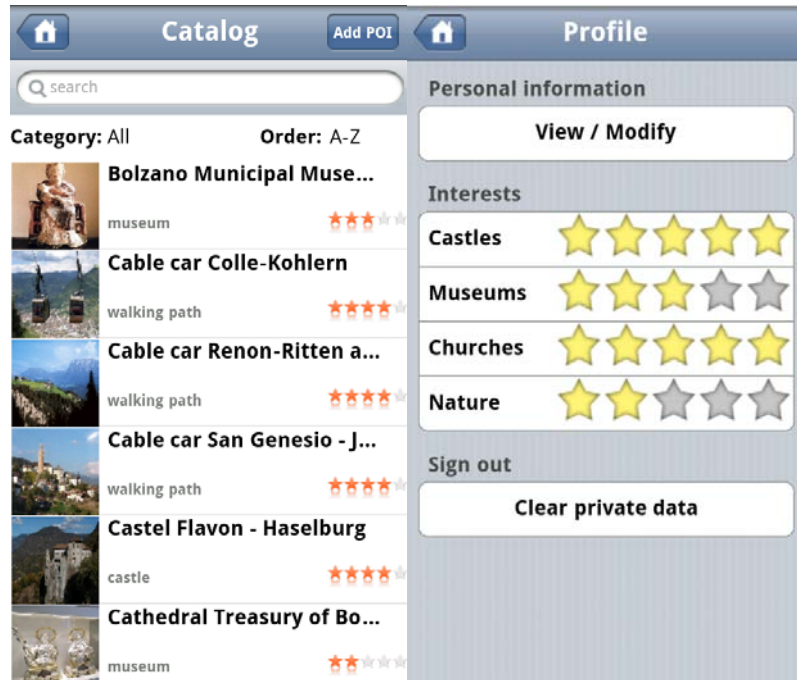 Catalog
Add POI
search
Category: All Order: A-Z
Bolzano Municipal Muse...
museum
Cable car Colle-Kohlern
walking path
Cable car Renon-Ritten a...
walking path
Cable car San Genesio - J...
walking path
Castel Flavon - Haselburg
castle
Cathedral Treasury of Bo...
museum
Profile
Personal information
View / Modify
Interests
Castles
Museums
Churches
Nature
Sign out
Clear private data